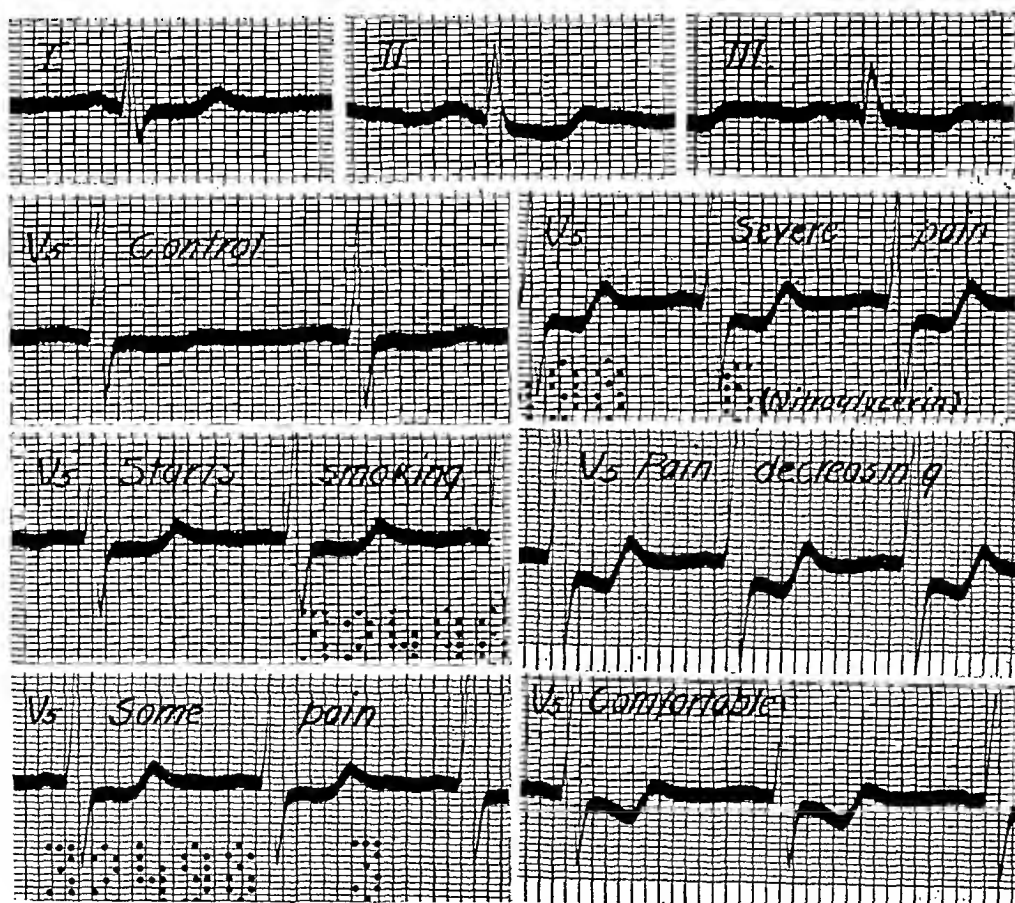 I
II
III
V5 Control
V5 Severe pain
(Nitroglycerin)
V5 Starts smoking
V5 Pain decreasing
V5 Some pain
V5 Comfortable